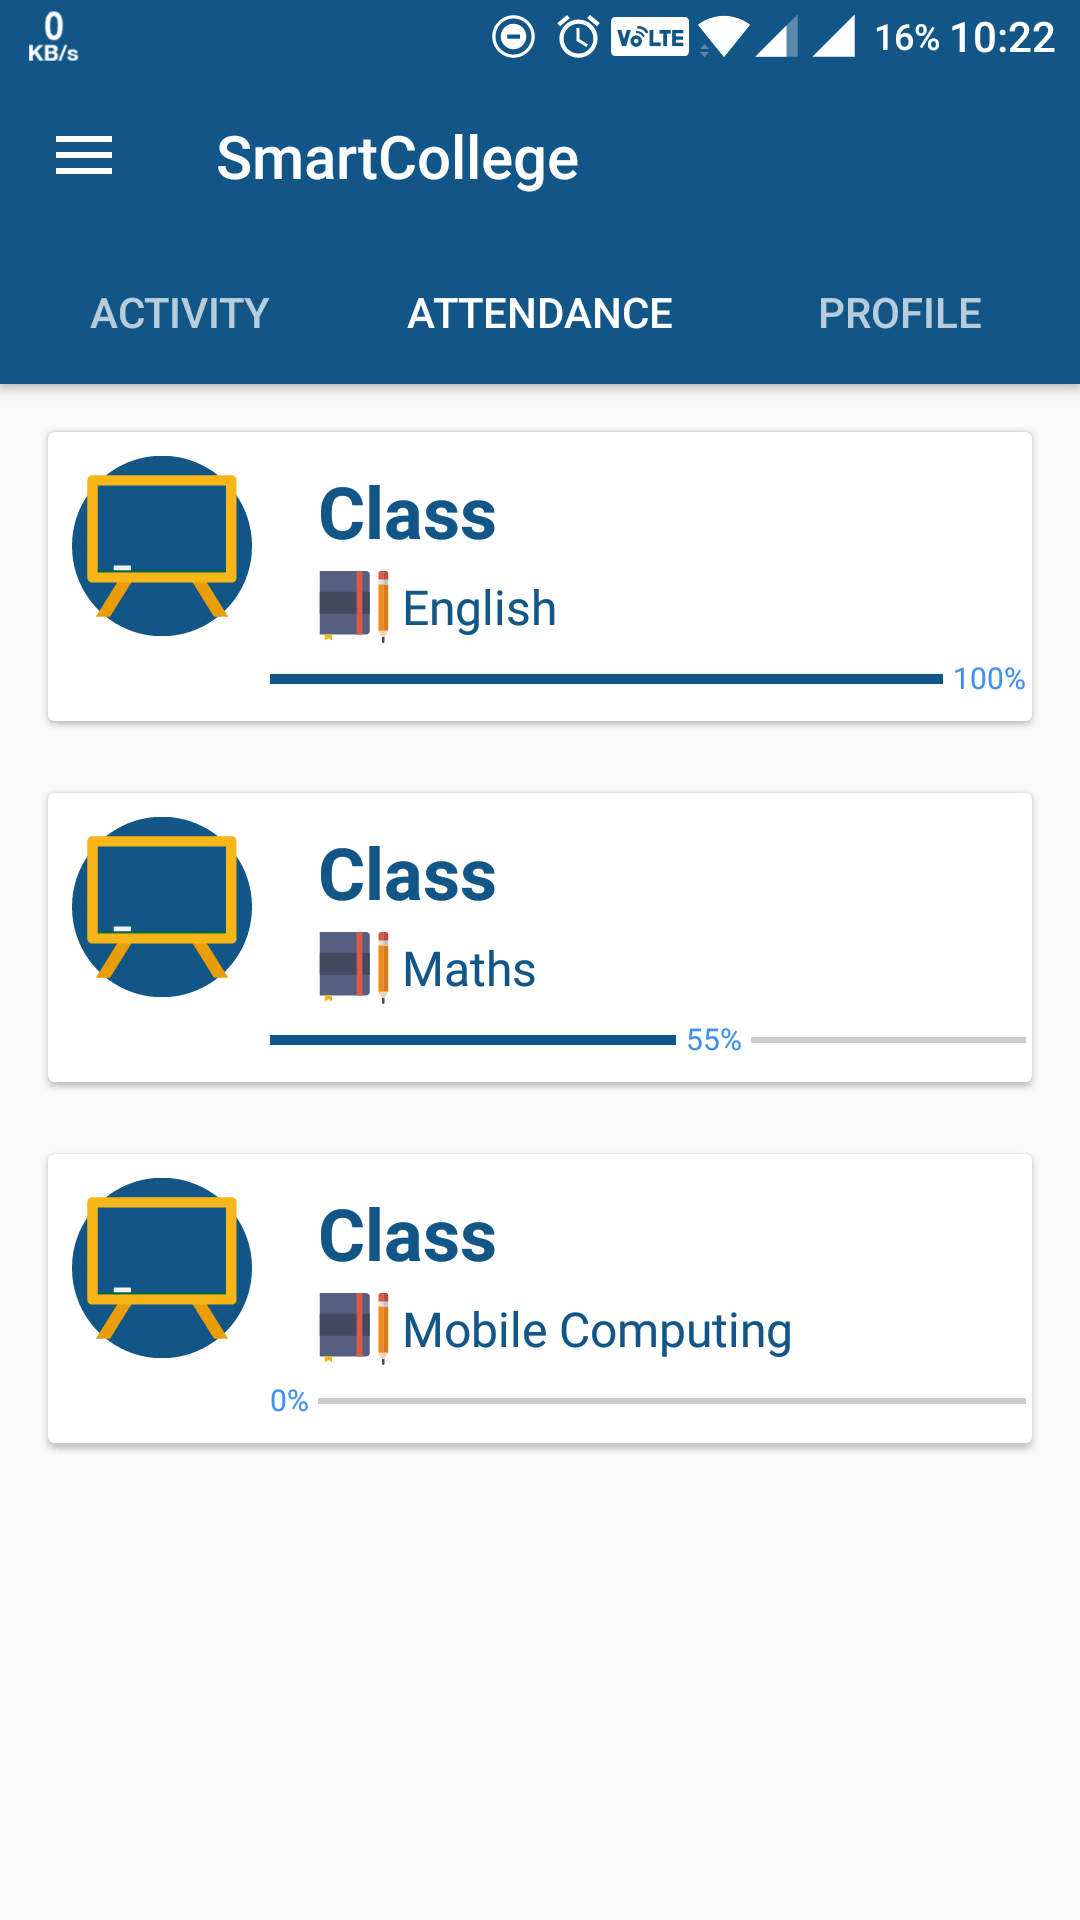 0
KB/s
VoLTE
16% 10:22
SmartCollege
ACTIVITY ATTENDANCE PROFILE
Class
English
100%
Class
Maths
55%
Class
Mobile Computing
0%